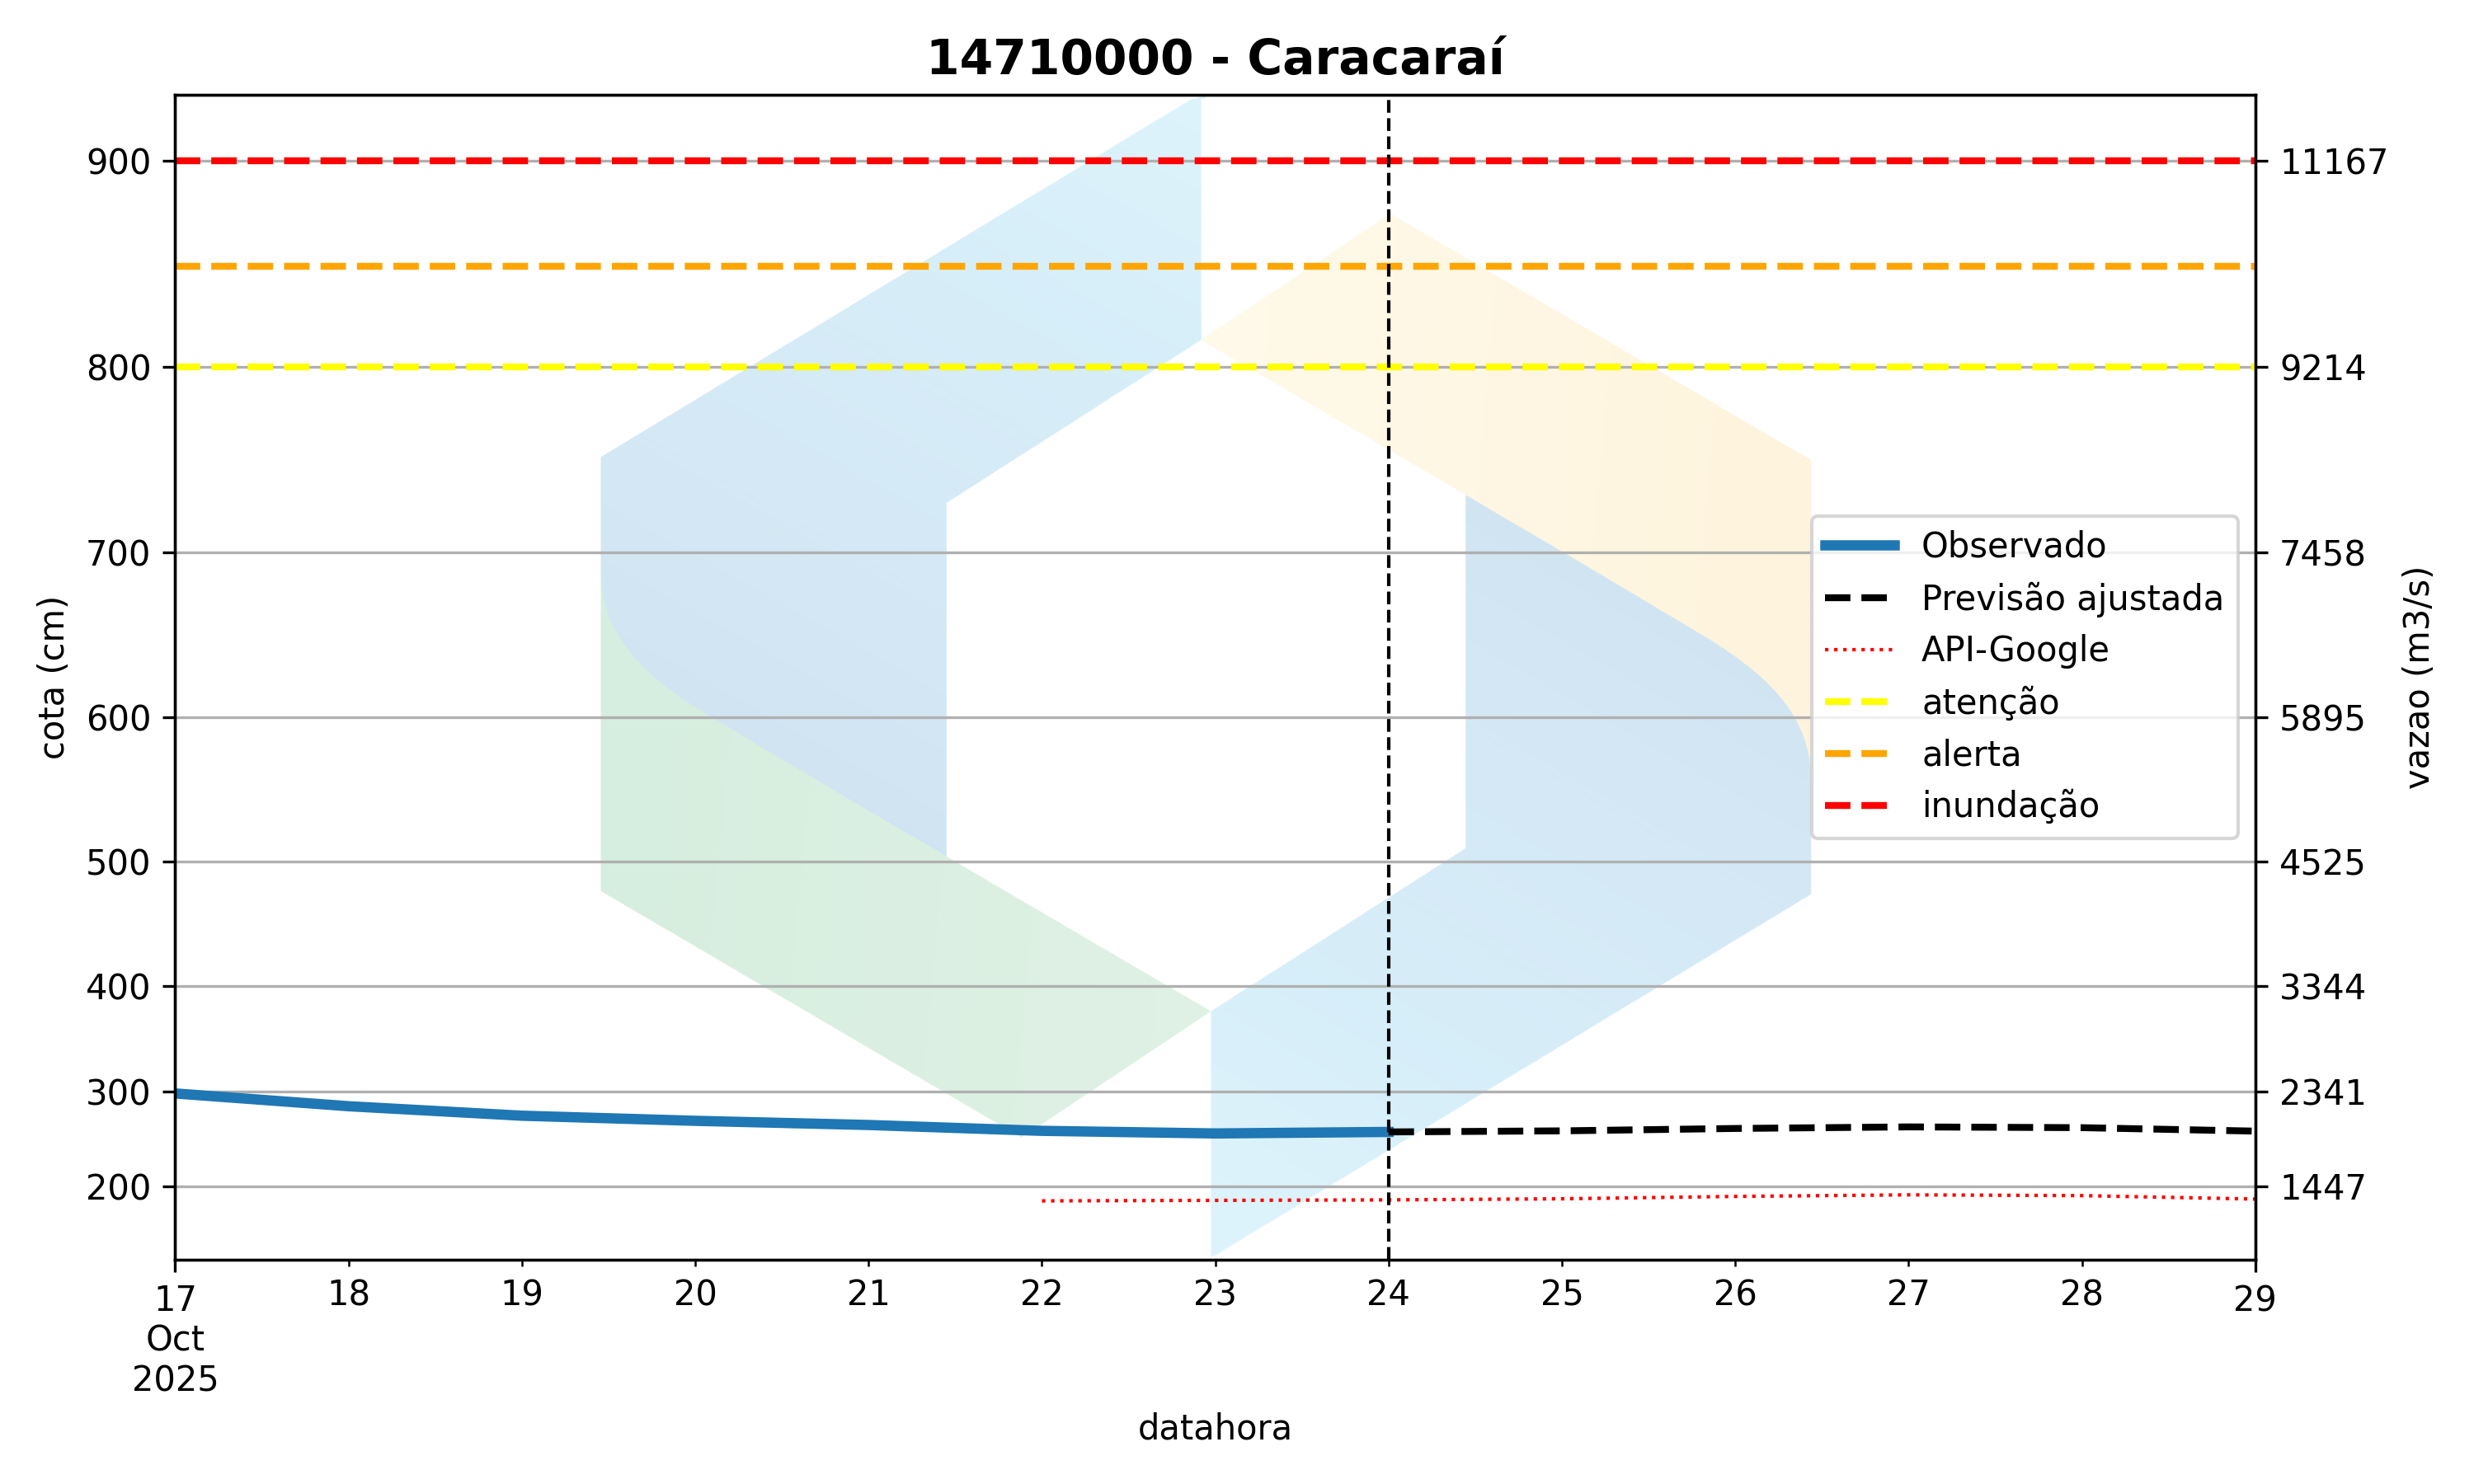 14710000 - Caracaraí
900
800
700
600
500
400
300
200
cota (cm)
11167
9214
7458
5895
4525
3344
2341
1447
vazao (m3/s)
Observado
Previsão ajustada
API-Google
atenção
alerta
inundação
17 18 19 20 21 22 23 24 25 26 27 28 29
Oct
2025
datahora